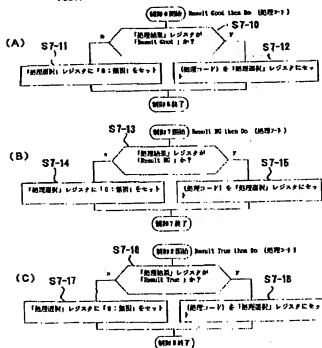 制御6開始 Result Good then Do (処理コード)
S7-10
(A)
S7-11
n
「処理結果」レジスタが
「Result Good」か?
y
S7-12
「処理選択」レジスタに「0:無視」をセット
(処理コード)を「処理選択」レジスタにセッ
ト
制御6終了
S7-13
制御7開始 Result NG then Do (処理コード)
(B)
S7-14
n
「処理結果」レジスタが
「Result NG」か?
y
S7-15
「処理選択」レジスタに「0:無視」をセット
(処理コード)を「処理選択」レジスタにセッ
ト
制御7終了
S7-16
制御8開始 Result True then Do (処理コード)
(C)
S7-17
n
「処理結果」レジスタが
「Result True」か?
y
S7-18
「処理選択」レジスタに「0:無視」をセット
(処理コード)を「処理選択」レジスタにセッ
ト
制御8終了